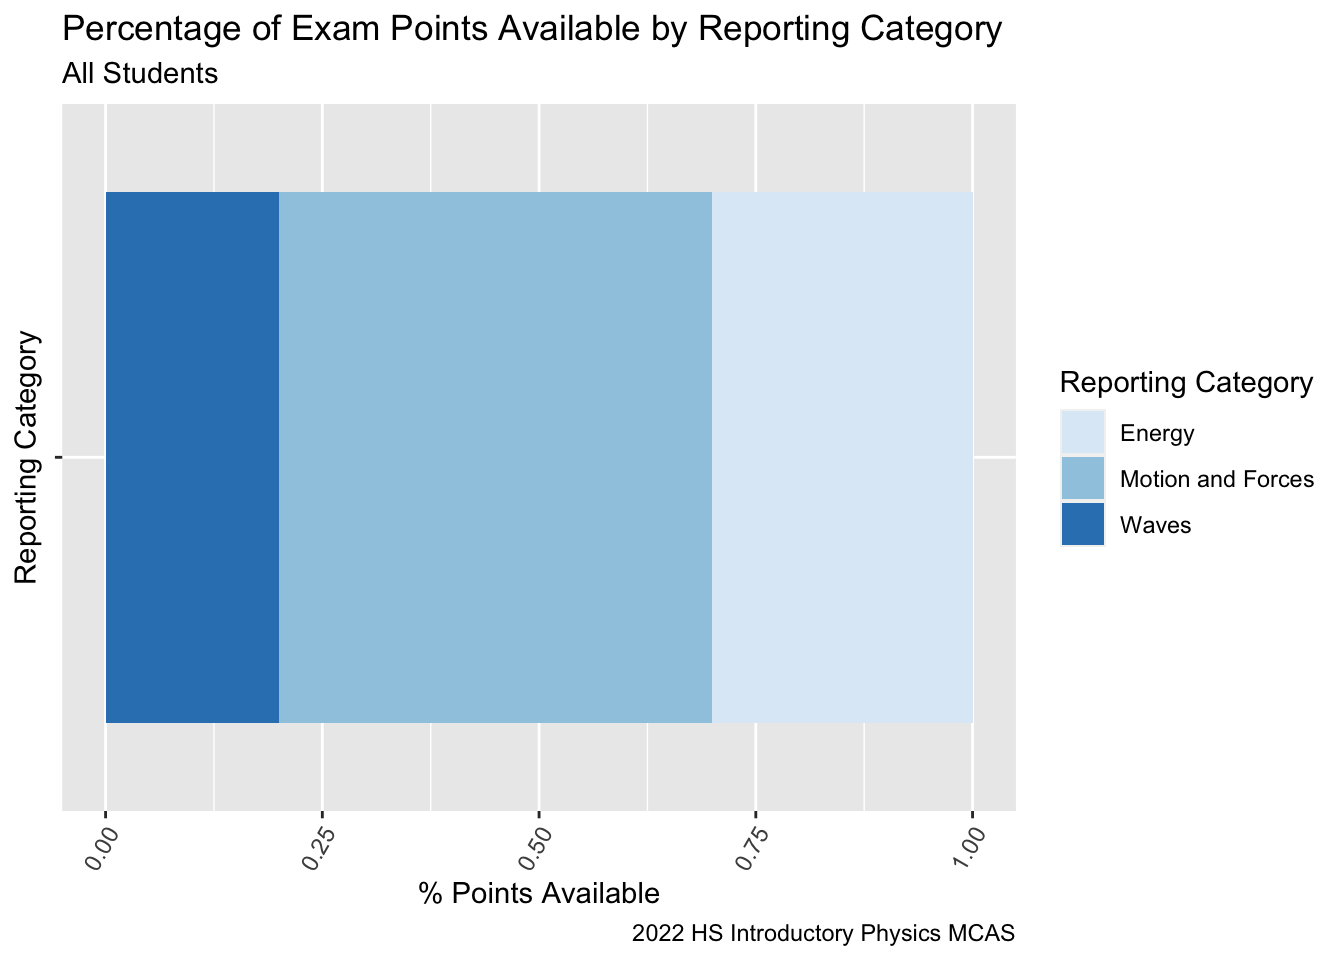 Percentage of Exam Points Available by Reporting Category
All Students
Reporting Category
Reporting Category
Energy
Motion and Forces
Waves
0.00
0.25
0.50
0.75
1.00
% Points Available
2022 HS Introductory Physics MCAS